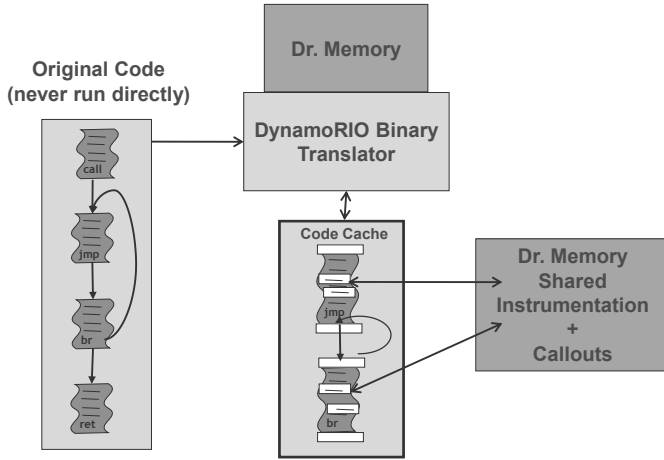 Dr. Memory
Original Code
(never run directly)
DynamoRIO Binary
Translator
call
jmp
br
ret
Code Cache
jmp
br
Dr. Memory
Shared
Instrumentation
+
Callouts